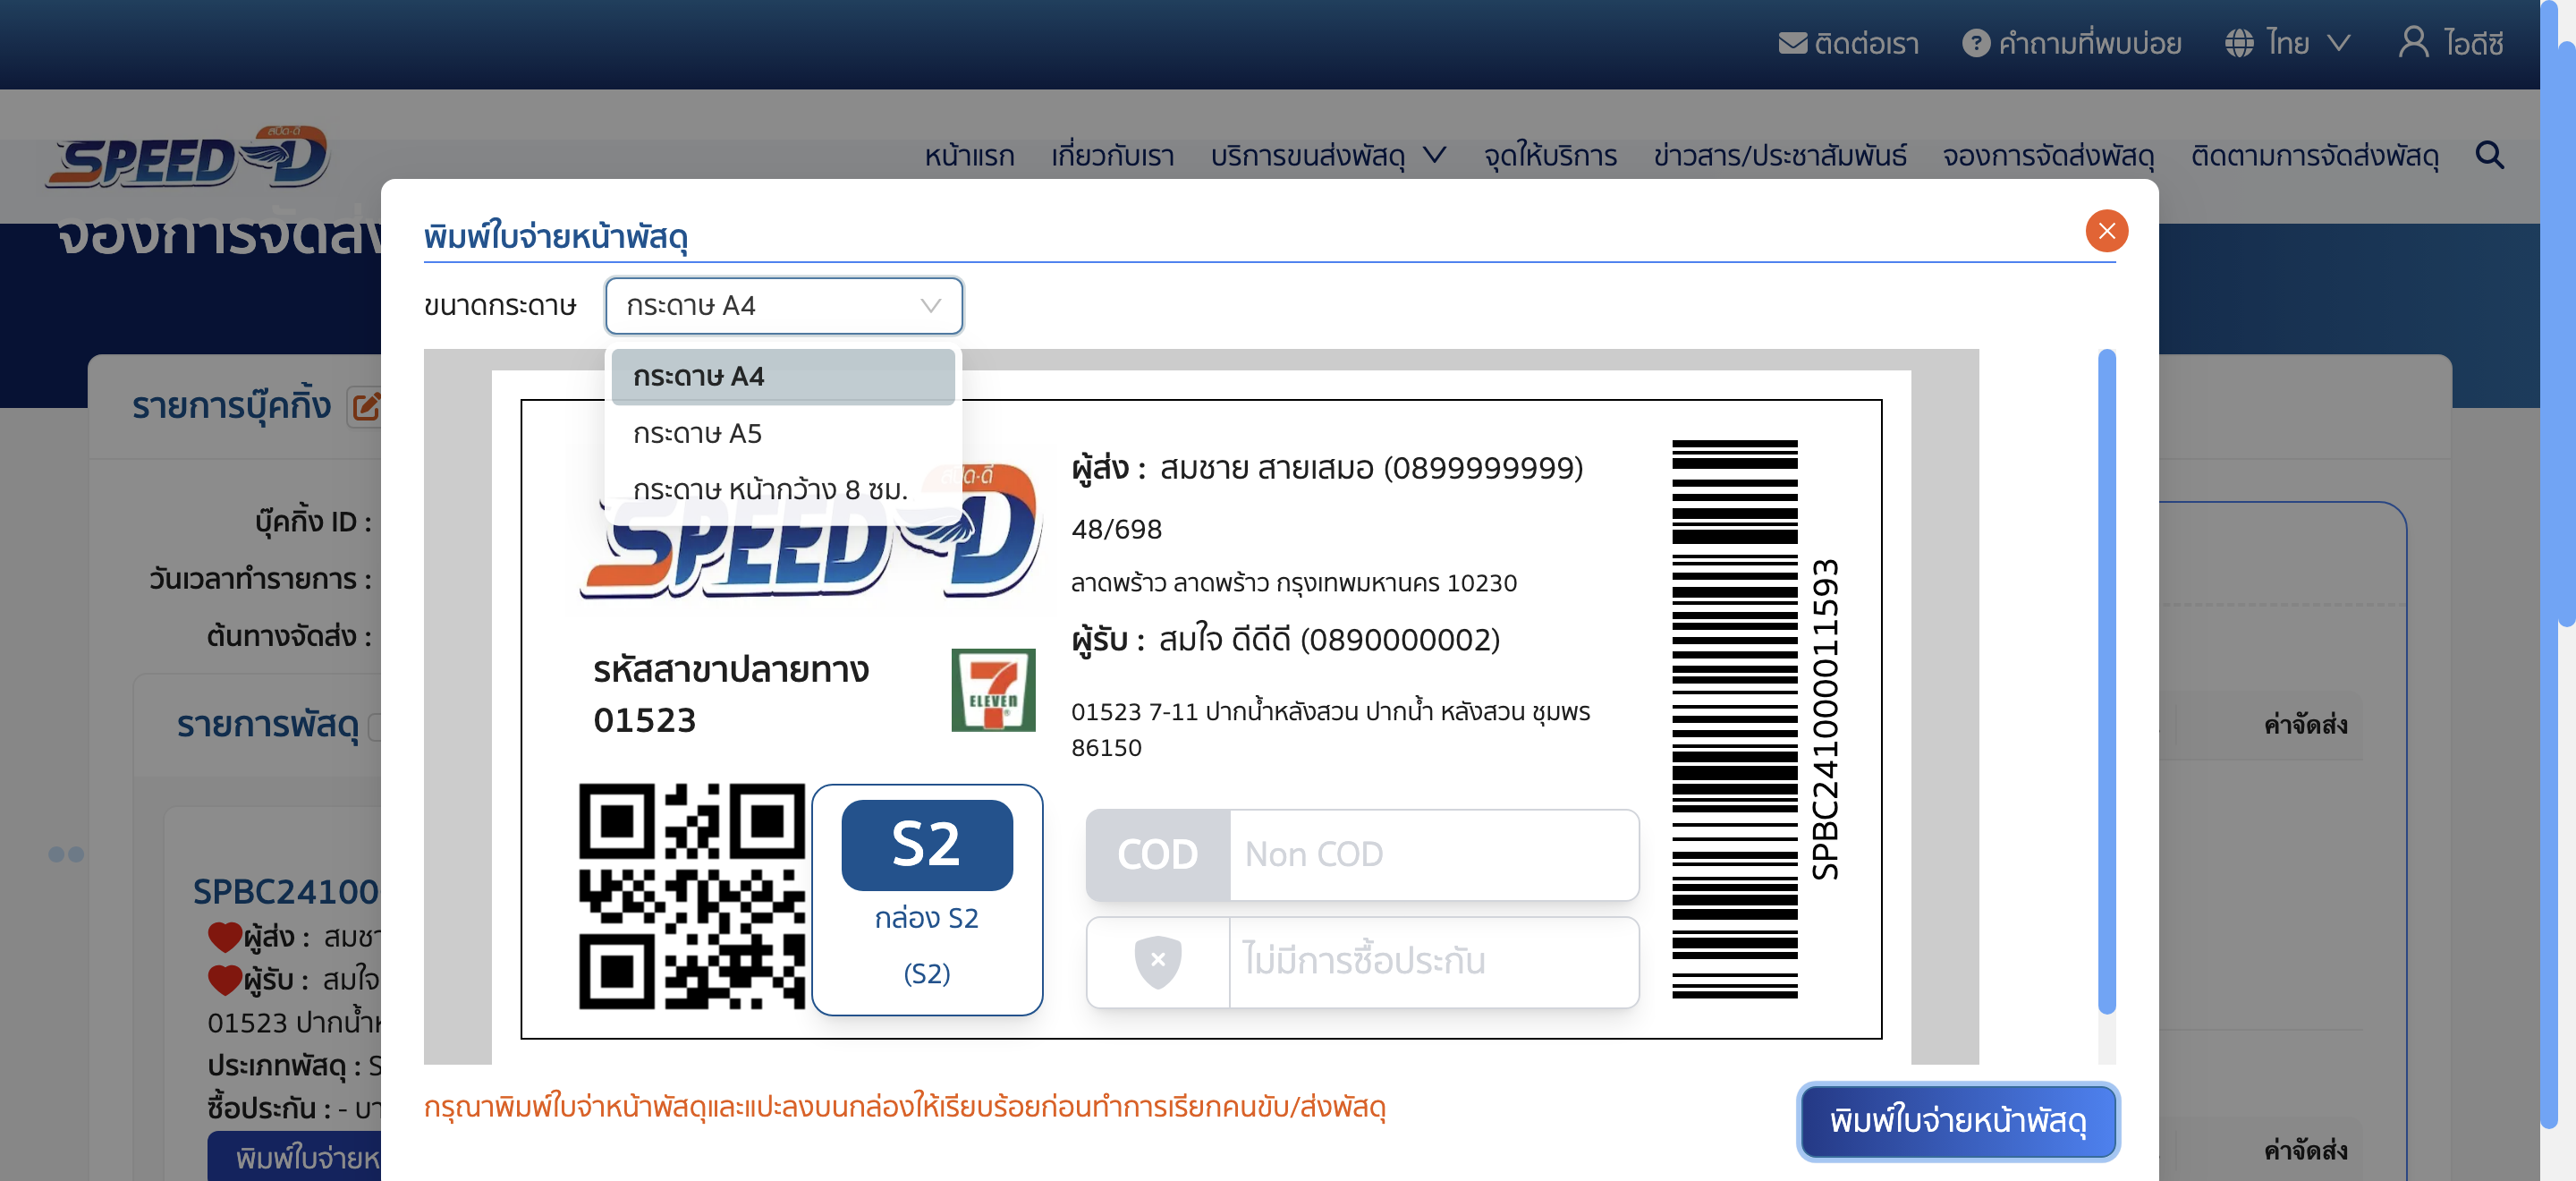 ติดต่อเรา
คำถามที่พบบ่อย
ไทย
ไอดีซี
สปีด-ดี
SPEED-D
หน้าแรก
เกี่ยวกับเรา
บริการขนส่งพัสดุ
จุดให้บริการ
ข่าวสาร/ประชาสัมพันธ์
จองการจัดส่งพัสดุ
ติดตามการจัดส่งพัสดุ
จองการจัดส่
พิมพ์ใบจ่ายหน้าพัสดุ
ขนาดกระดาษ
กระดาษ A4
กระดาษ A4
กระดาษ A5
กระดาษ หน้ากว้าง 8 ซม.
สปีด-ดี
SPEED-D
ผู้ส่ง : สมชาย สายเสมอ (0899999999)
48/698
ลาดพร้าว ลาดพร้าว กรุงเทพมหานคร 10230
ผู้รับ : สมใจ ดีดีดี (0890000002)
01523 7-11 ปากน้ำหลังสวน ปากน้ำ หลังสวน ชุมพร
86150
รหัสสาขาปลายทาง
01523
7
ELEVEN
S2
กล่อง S2
(S2)
COD
Non COD
ไม่มีการซื้อประกัน
SPBC241000011593
กรุณาพิมพ์ใบจ่าหน้าพัสดุและแปะลงบนกล่องให้เรียบร้อยก่อนทำการเรียกคนขับ/ส่งพัสดุ
พิมพ์ใบจ่ายหน้าพัสดุ
รายการบุ๊คกิ้ง
บุ๊คกิ้ง ID :
วันเวลาทำรายการ :
ต้นทางจัดส่ง :
รายการพัสดุ
ค่าจัดส่ง
SPBC24100
ผู้ส่ง : สมชา
ผู้รับ : สมใจ
01523 ปากน้ำ
ประเภทพัสดุ : S
ซื้อประกัน : - บา
พิมพ์ใบจ่ายห
ค่าจัดส่ง